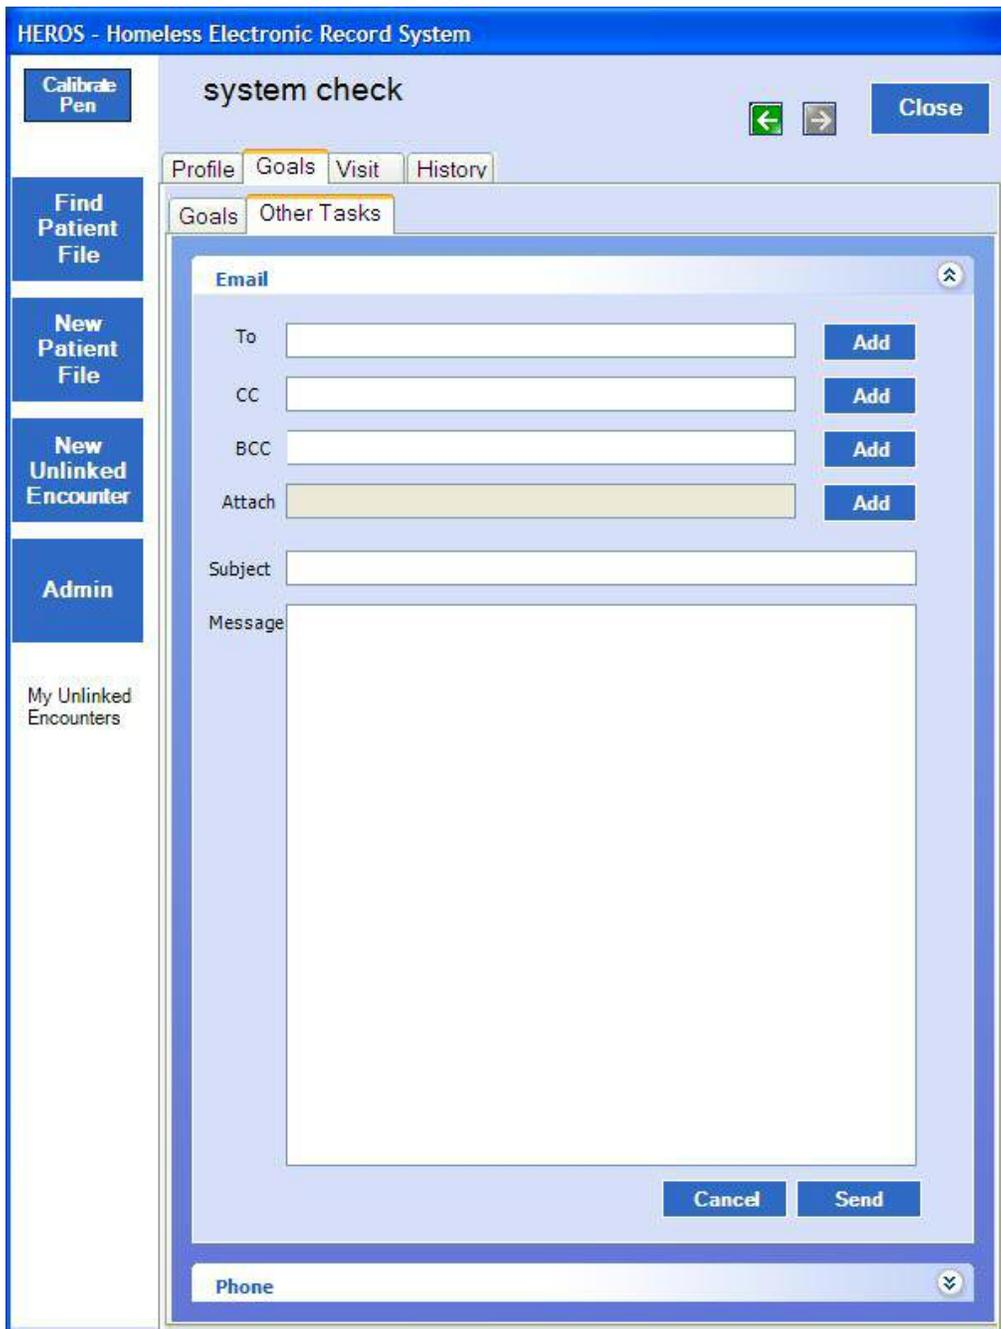 HEROS - Homeless Electronic Record System
Calibrate
Pen
system check
Close
Profile Goals Visit History
Goals Other Tasks
Find
Patient
File
New
Patient
File
New
Unlinked
Encounter
Admin
My Unlinked
Encounters
Email
To Add
CC Add
BCC Add
Attach Add
Subject
Message
Cancel Send
Phone